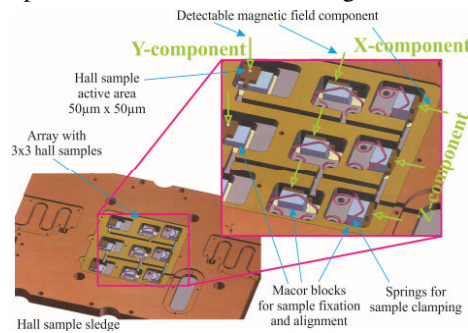 Detectable magnetic field component
Y-component
X-component
Hall sample
active area
50µm x 50µm
Array with
3x3 hall samples
Z-component
Macor blocks
for sample fixation
and alignment
Springs for
sample clamping
Hall sample sledge